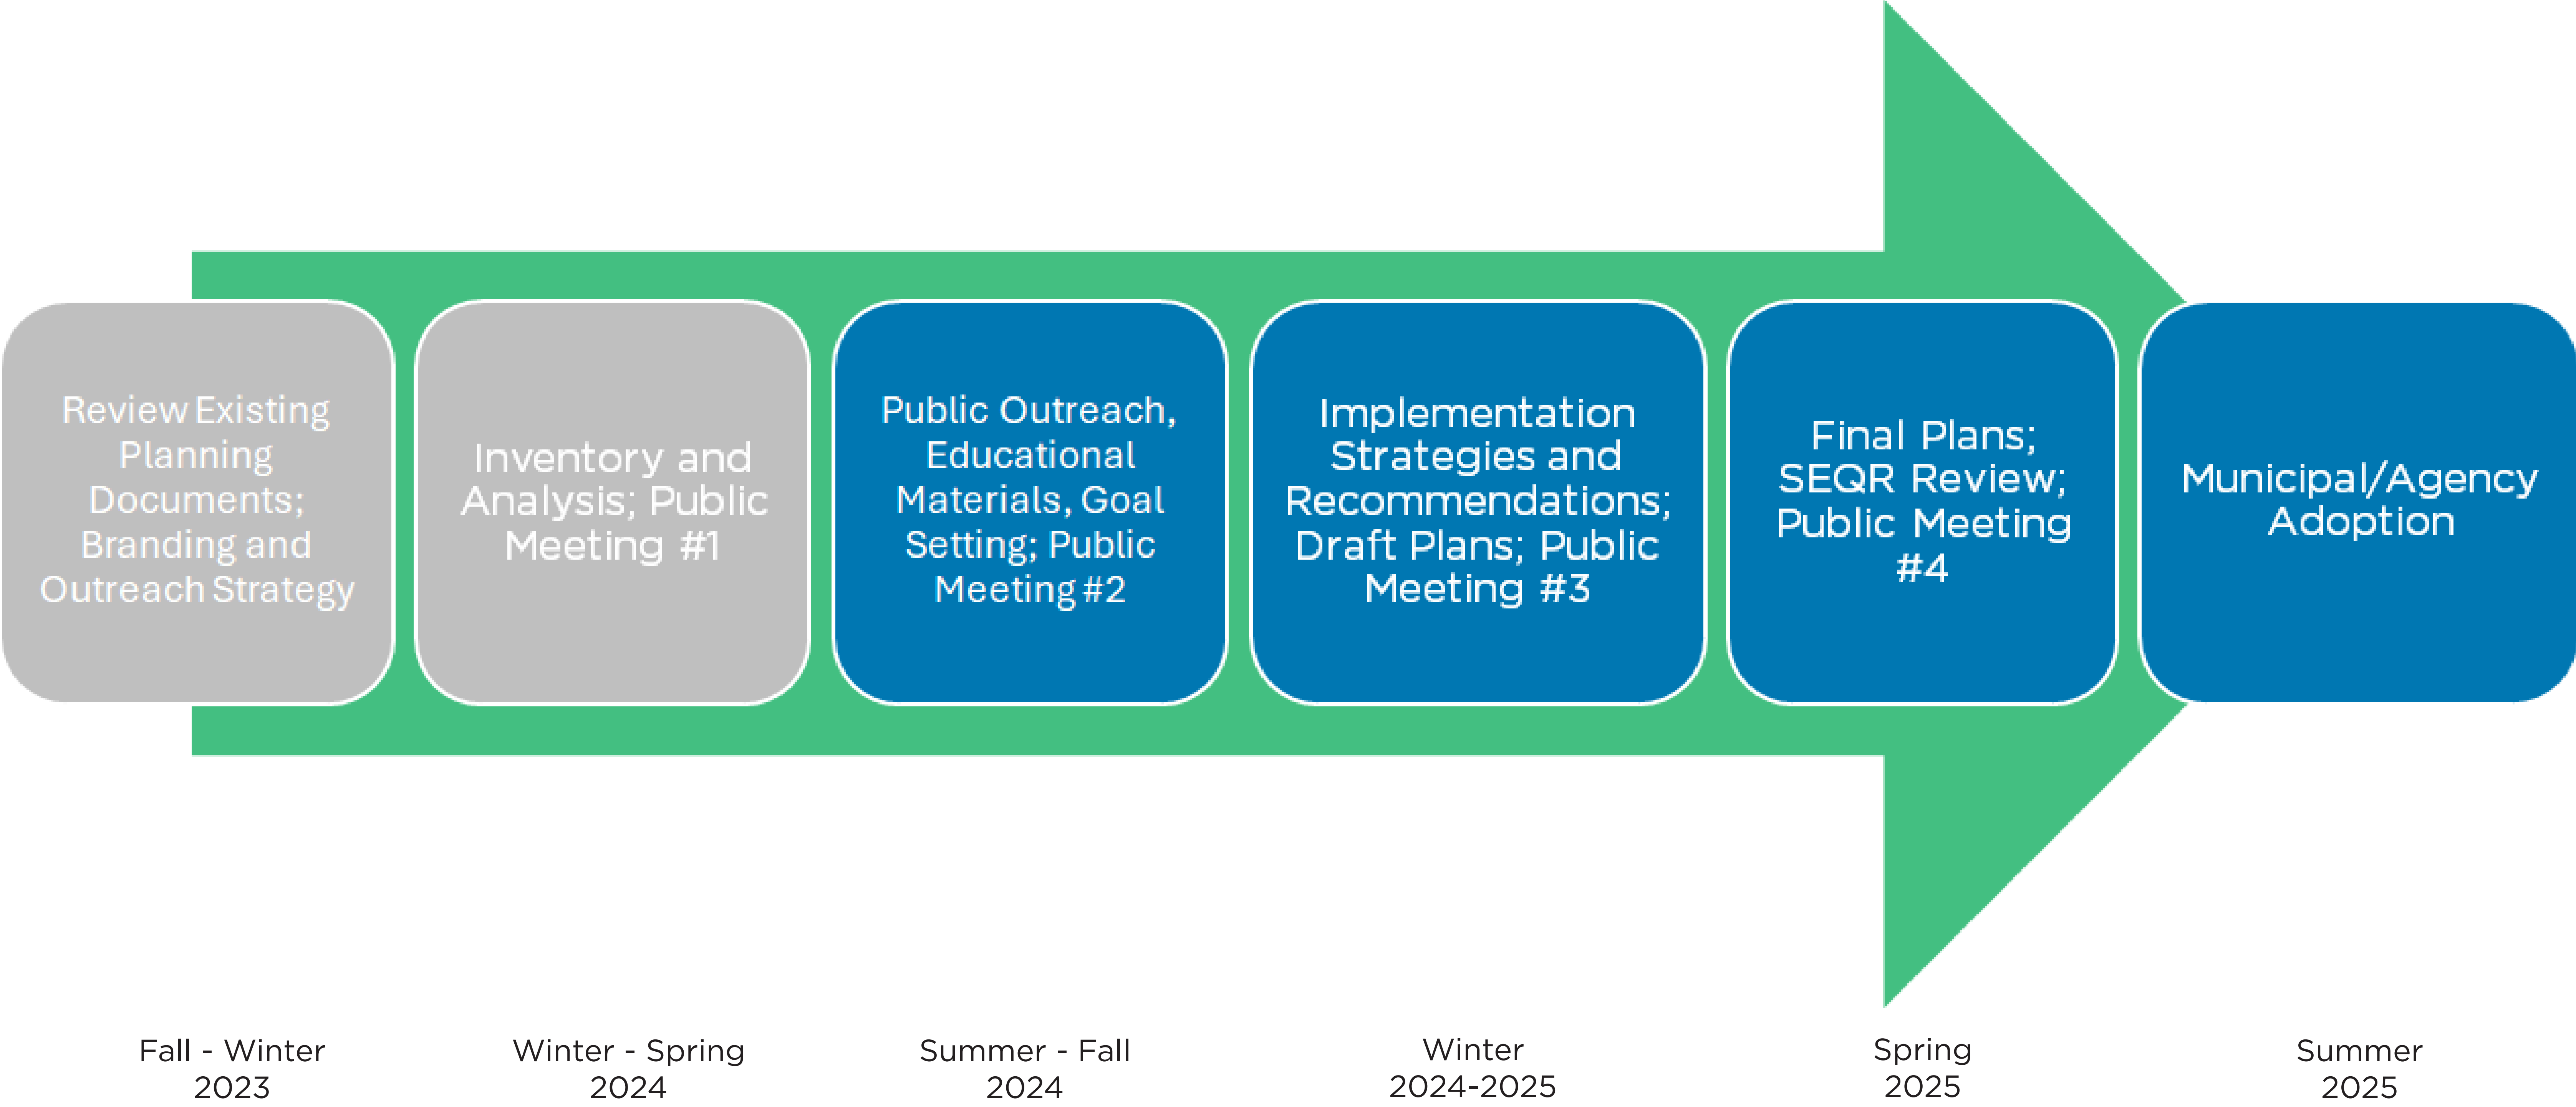 Review Existing
Planning
Documents;
Branding and
Outreach Strategy
Inventory and
Analysis; Public
Meeting #1
Public Outreach,
Educational
Materials, Goal
Setting; Public
Meeting #2
Implementation
Strategies and
Recommendations;
Draft Plans; Public
Meeting #3
Final Plans;
SEQR Review;
Public Meeting
#4
Municipal/Agency
Adoption
Fall - Winter
2023
Winter - Spring
2024
Summer - Fall
2024
Winter
2024-2025
Spring
2025
Summer
2025